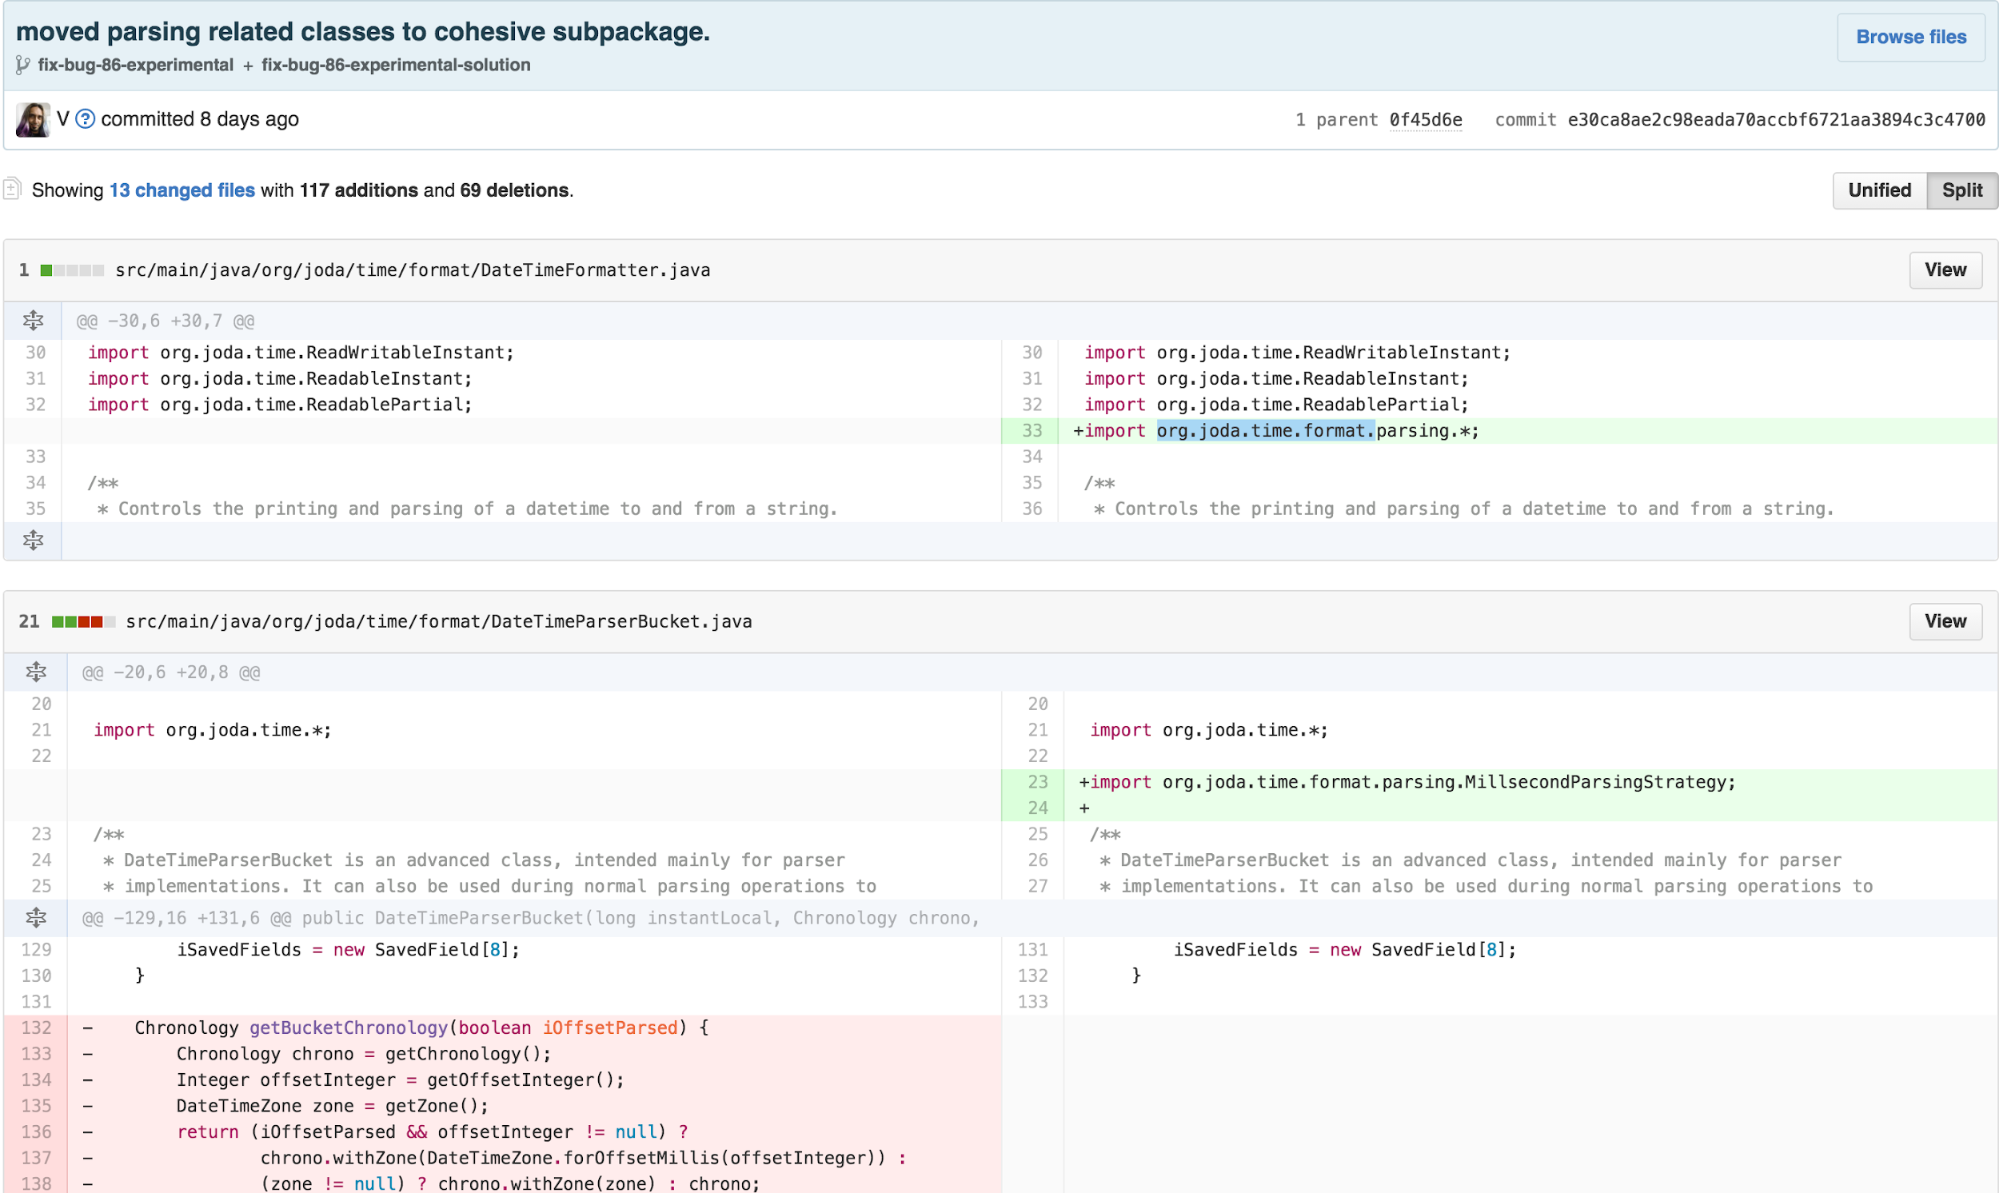 moved parsing related classes to cohesive subpackage.
Browse files
fix-bug-86-experimental + fix-bug-86-experimental-solution
V ? committed 8 days ago
1 parent 0f45d6e commit e30ca8ae2c98eada70accbf6721aa3894c3c4700
Showing 13 changed files with 117 additions and 69 deletions.
Unified Split
1 src/main/java/org/joda/time/format/DateTimeFormatter.java
View
@@ -30,6 +30,7 @@
30 import org.joda.time.ReadWritableInstant; 30 import org.joda.time.ReadWritableInstant;
31 import org.joda.time.ReadableInstant; 31 import org.joda.time.ReadableInstant;
32 import org.joda.time.ReadablePartial; 32 import org.joda.time.ReadablePartial;
33 +import org.joda.time.format.parsing.*;
33 34
34 /** 35 /**
35 * Controls the printing and parsing of a datetime to and from a string. 36 * Controls the printing and parsing of a datetime to and from a string.
21 src/main/java/org/joda/time/format/DateTimeParserBucket.java
View
@@ -20,6 +20,8 @@
20 20
21 import org.joda.time.*; 21 import org.joda.time.*;
22 22
23 +import org.joda.time.format.parsing.MillsecondParsingStrategy;
24 +
23 /** 25 /**
24 * DateTimeParserBucket is an advanced class, intended mainly for parser 26 * DateTimeParserBucket is an advanced class, intended mainly for parser
25 * implementations. It can also be used during normal parsing operations to 27 * implementations. It can also be used during normal parsing operations to
@@ -129,16 +131,6 @@ public DateTimeParserBucket(long instantLocal, Chronology chrono,
129 iSavedFields = new SavedField[8]; 131 iSavedFields = new SavedField[8];
130 } 132 }
131 133
132 - Chronology getBucketChronology(boolean iOffsetParsed) {
133 - Chronology chrono = getChronology();
134 - Integer offsetInteger = getOffsetInteger();
135 - DateTimeZone zone = getZone();
136 - return (iOffsetParsed && offsetInteger != null) ?
137 - chrono.withZone(DateTimeZone.forOffsetMillis(offsetInteger)) :
138 - (zone != null) ? chrono.withZone(zone) : chrono;